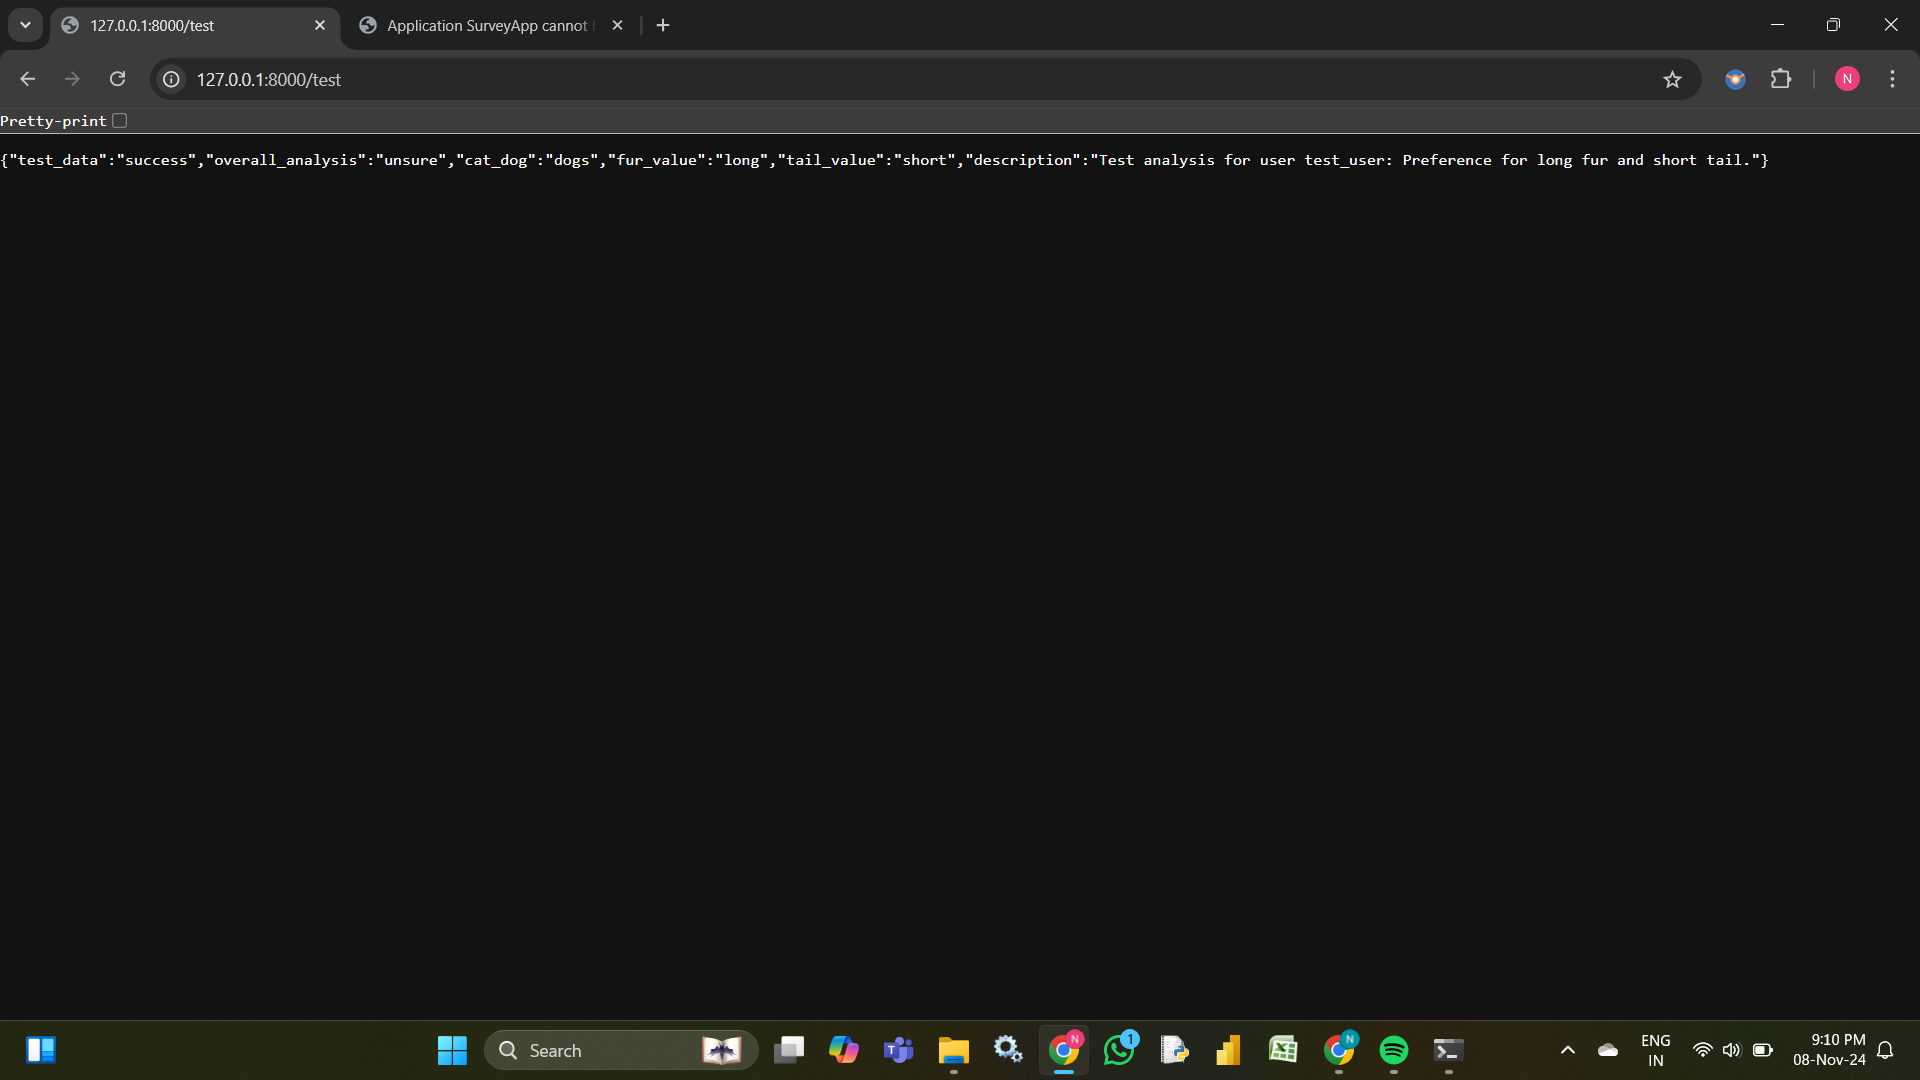 127.0.0.1:8000/test
Application SurveyApp cannot
127.0.0.1:8000/test
N
Pretty-print
{"test_data":"success","overall_analysis":"unsure","cat_dog":"dogs","fur_value":"long","tail_value":"short","description":"Test analysis for user test_user: Preference for long fur and short tail."}
Search
N
1
N
ENG
IN
9:10 PM
08-Nov-24